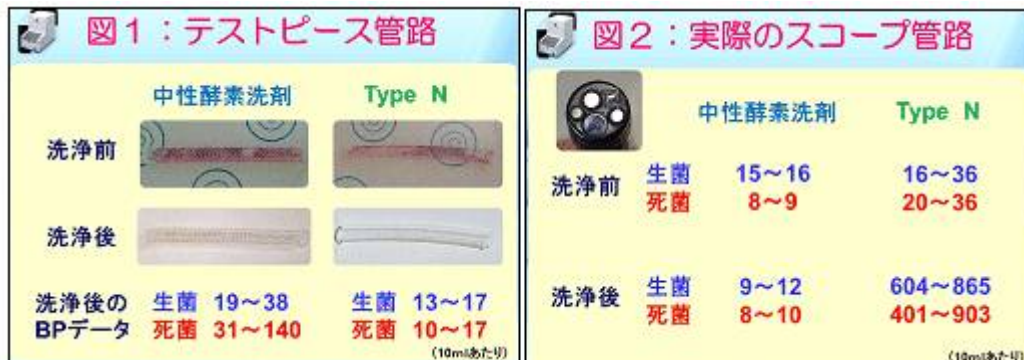 図1：テストピース管路
中性酵素洗剤 Type N
洗浄前
洗浄後
洗浄後の
BPデータ
生菌 19～38 生菌 13～17
死菌 31～140 死菌 10～17
(10mlあたり)
図2：実際のスコープ管路
中性酵素洗剤 Type N
洗浄前
生菌 15～16 16～36
死菌 8～9 20～36
洗浄後
生菌 9～12 604～865
死菌 8～10 401～903
(10mlあたり)